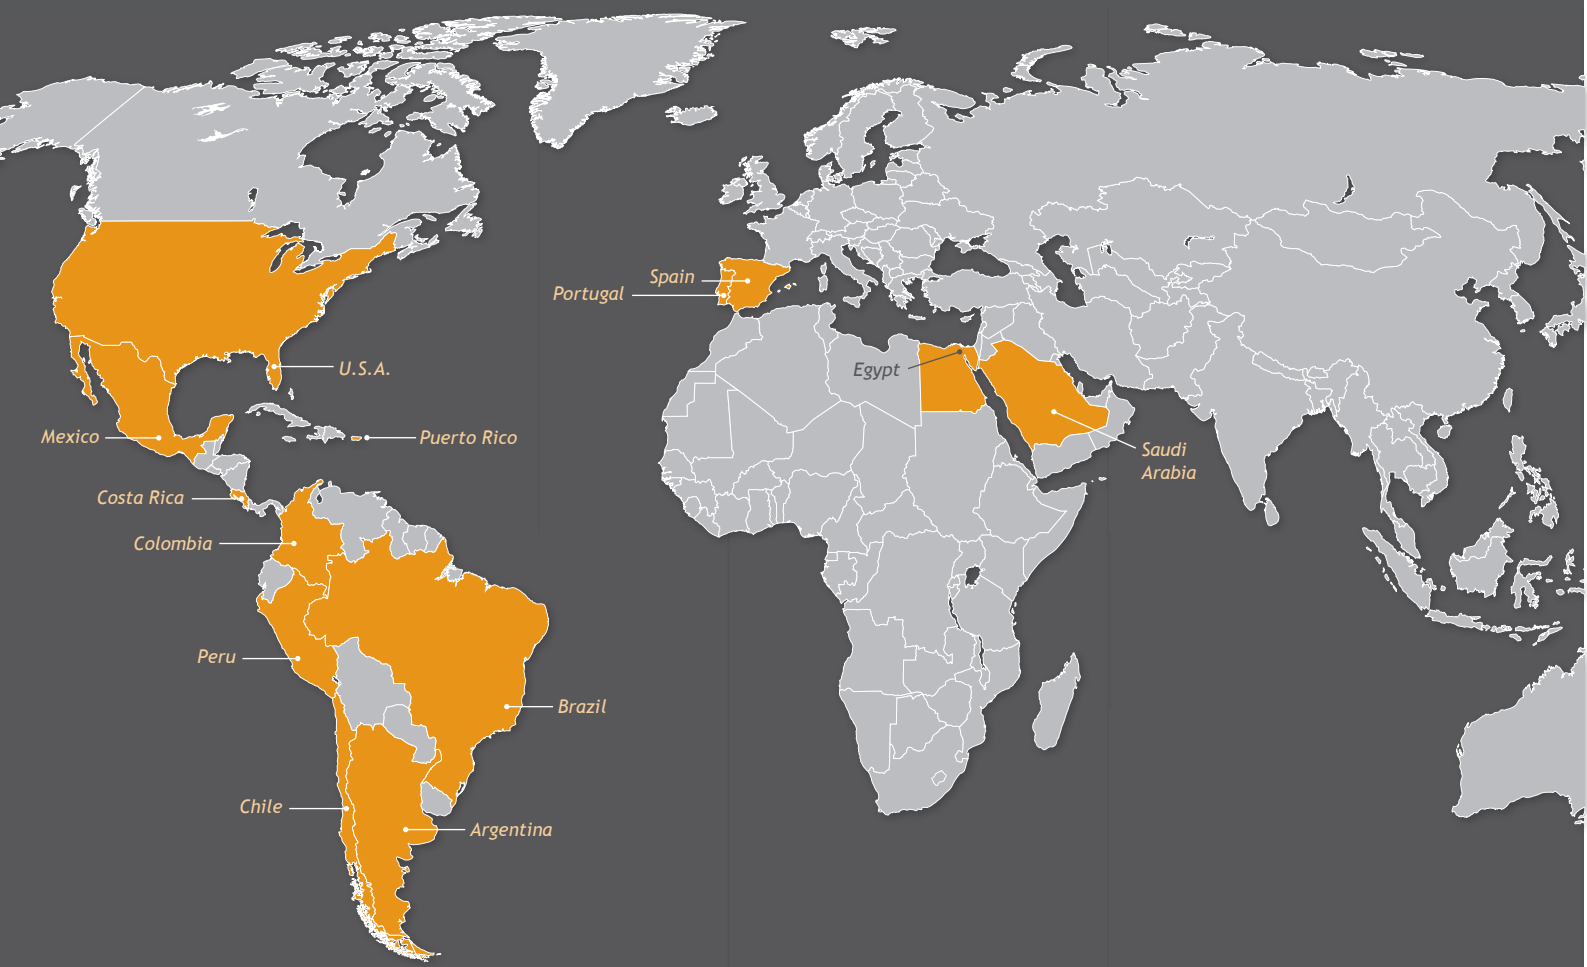 Spain
Portugal
Egypt
U.S.A.
Mexico
Puerto Rico
Saudi
Arabia
Costa Rica
Colombia
Peru
Brazil
Chile
Argentina